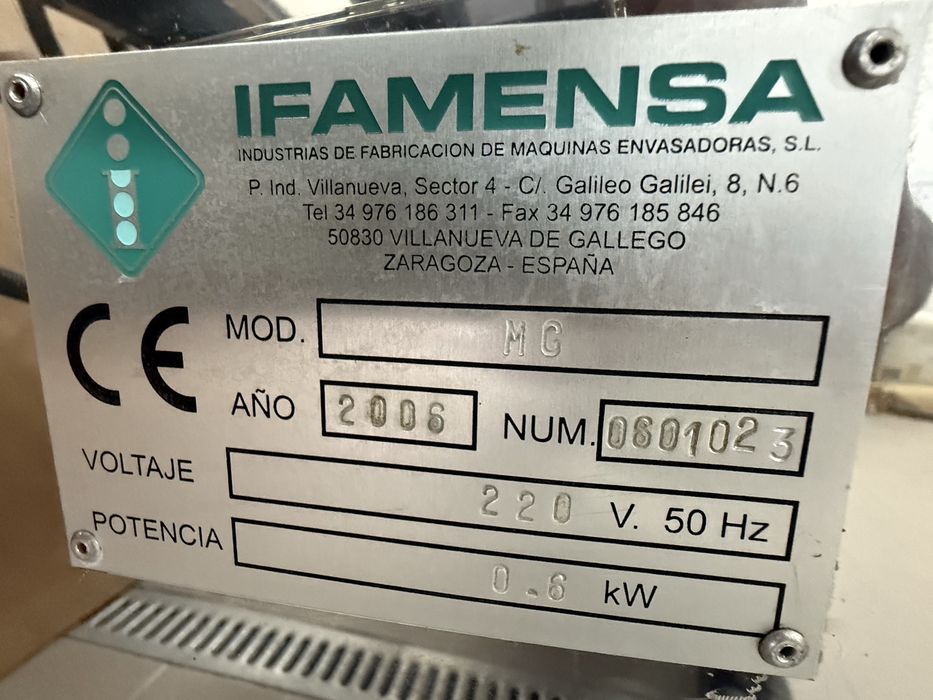 IFAMENSA
INDUSTRIAS DE FABRICACION DE MAQUINAS ENVASADORAS, S.L.
P. Ind. Villanueva, Sector 4 - C/. Galileo Galilei, 8, N.6
Tel 34 976 186 311 - Fax 34 976 185 846
50830 VILLANUEVA DE GALLEGO
ZARAGOZA - ESPAÑA
CE
MOD. MG
AÑO 2006 NUM. 0601023
VOLTAJE 220 V. 50 Hz
POTENCIA 0.6 kW